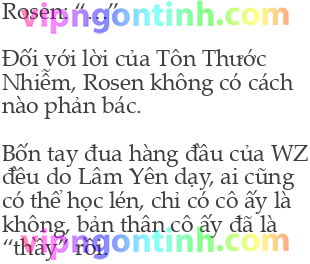 Rosen: “....”
vipngontinh.com
Đối với lời của Tôn Thước
Nhiễm, Rosen không có cách
nào phản bác.
Bốn tay đua hàng đầu của WZ
đều do Lâm Yên dạy, ai cũng
có thể học lén, chỉ có cô ấy là
không, bản thân cô ấy đã là
“thầy” rồi.
vipngontinh.com